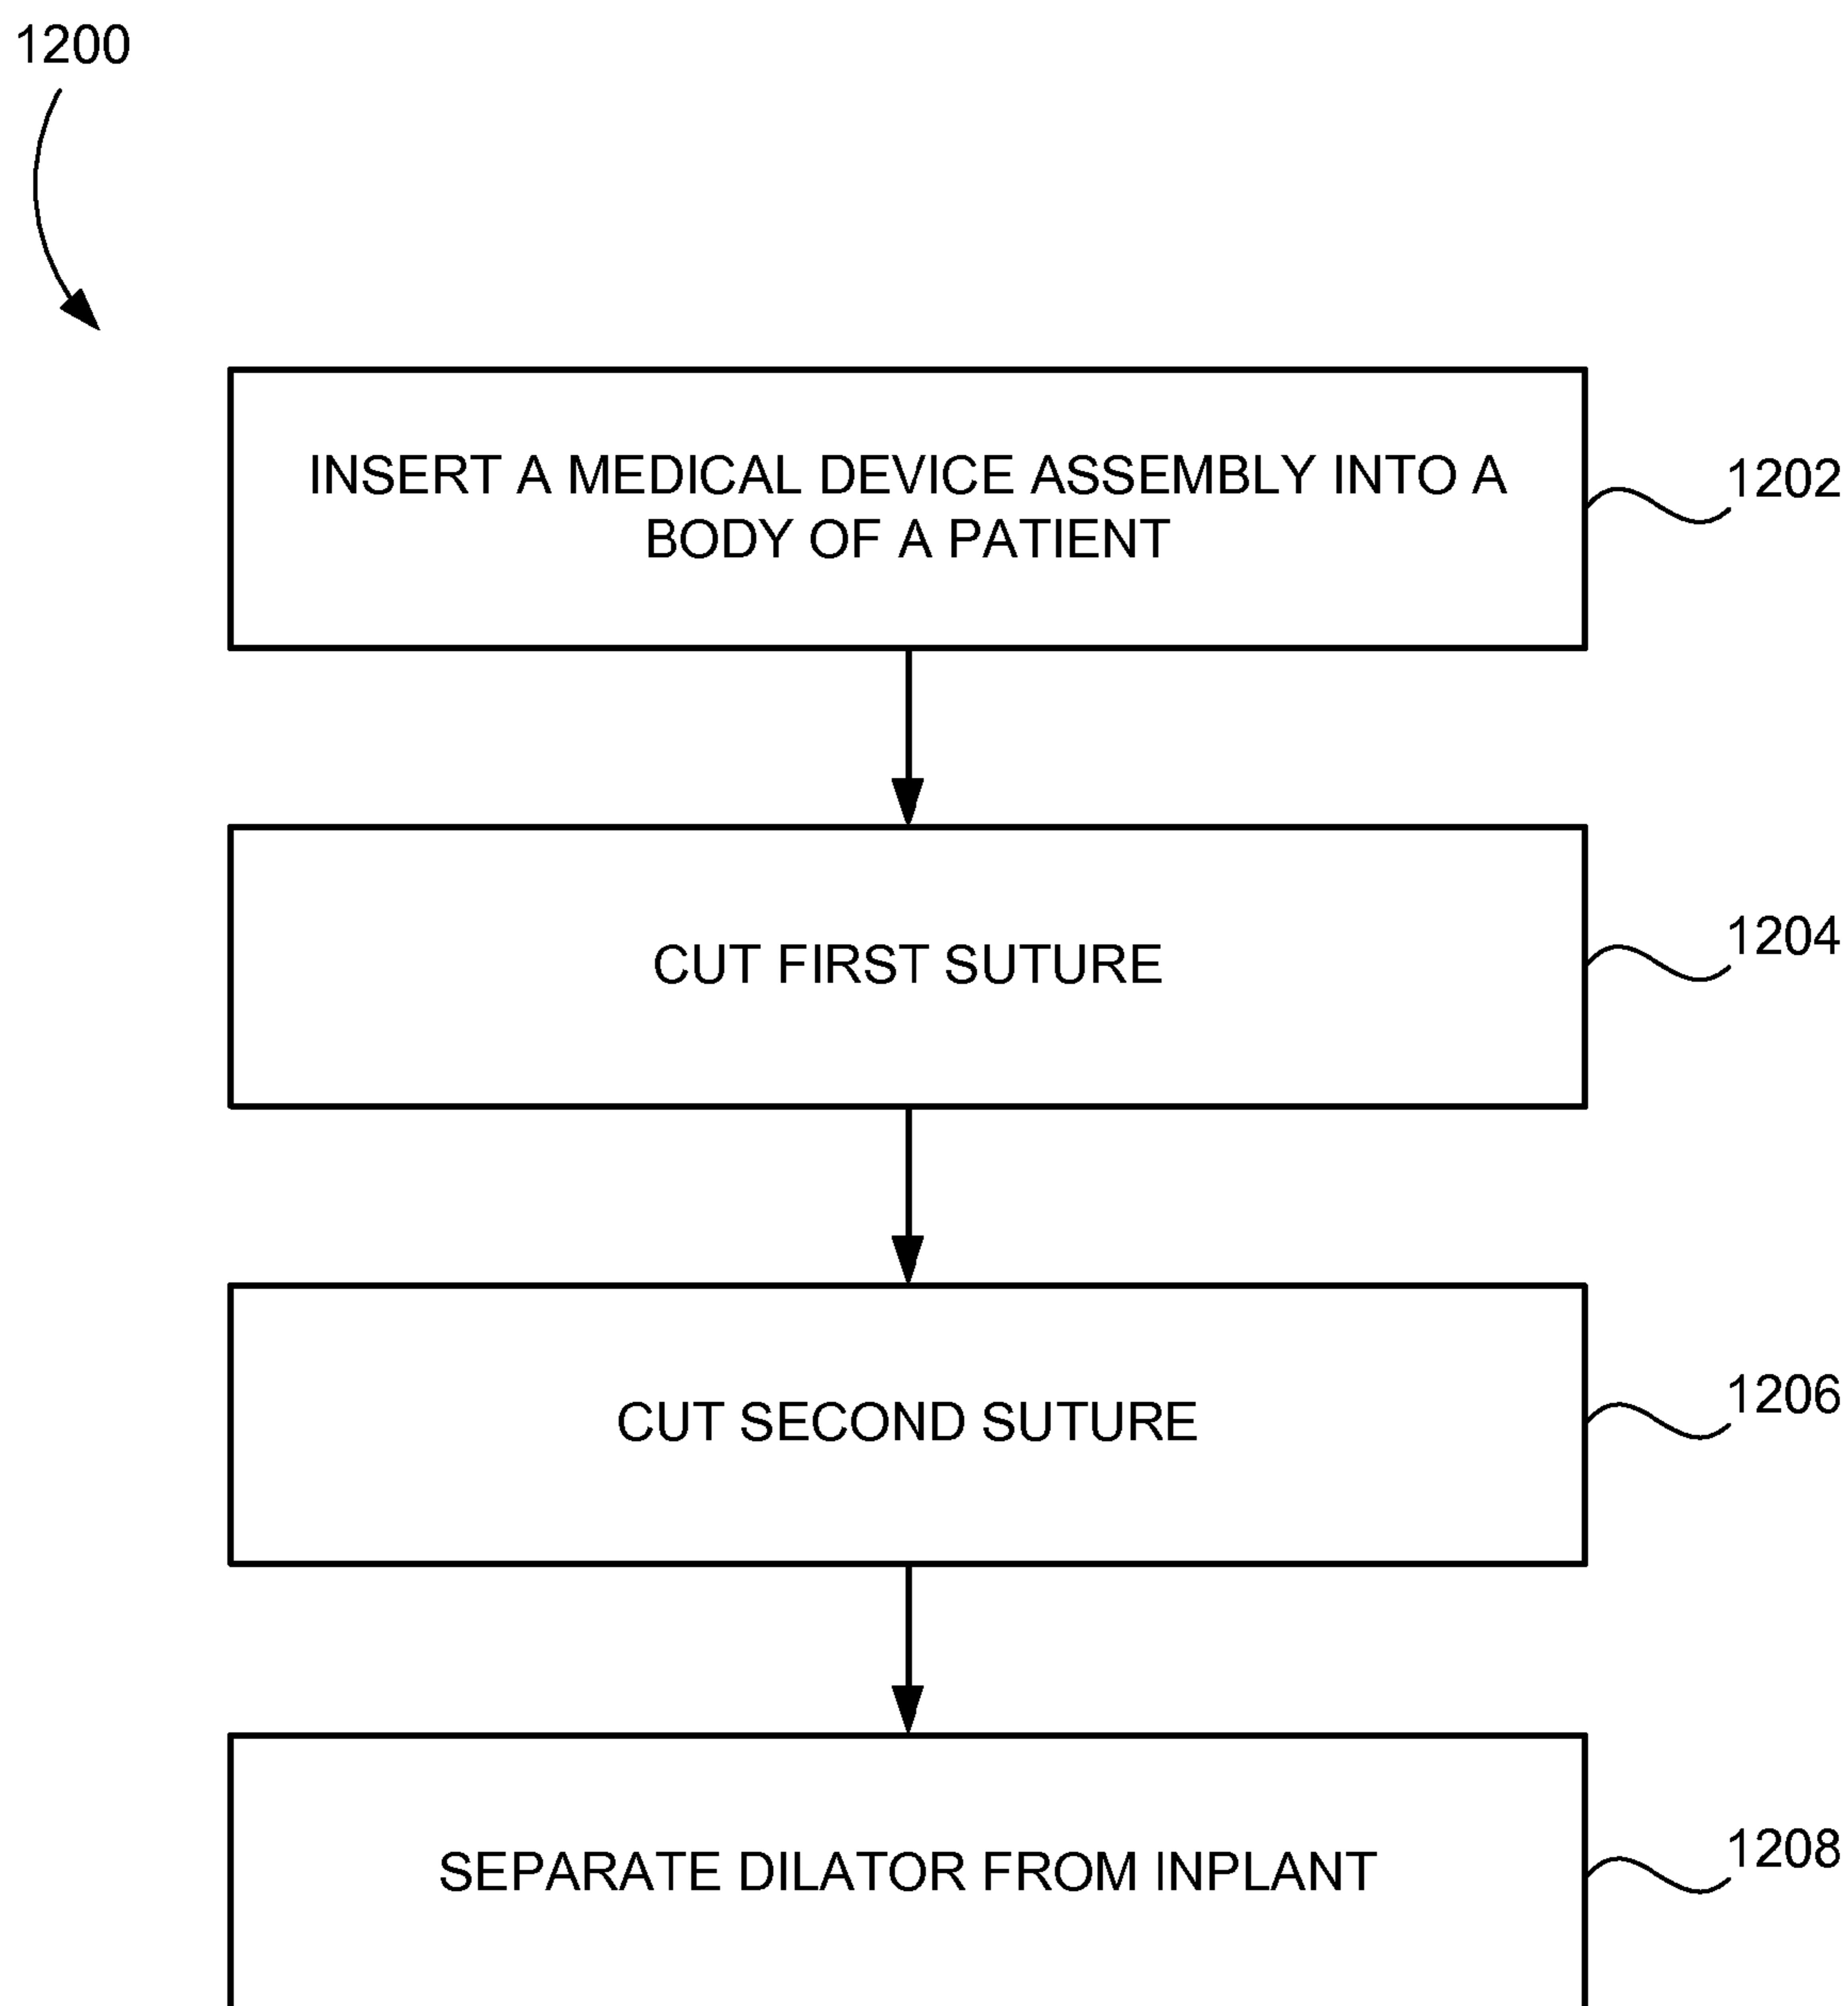 1200
INSERT A MEDICAL DEVICE ASSEMBLY INTO A
BODY OF A PATIENT
1202
CUT FIRST SUTURE
1204
CUT SECOND SUTURE
1206
SEPARATE DILATOR FROM INPLANT
1208